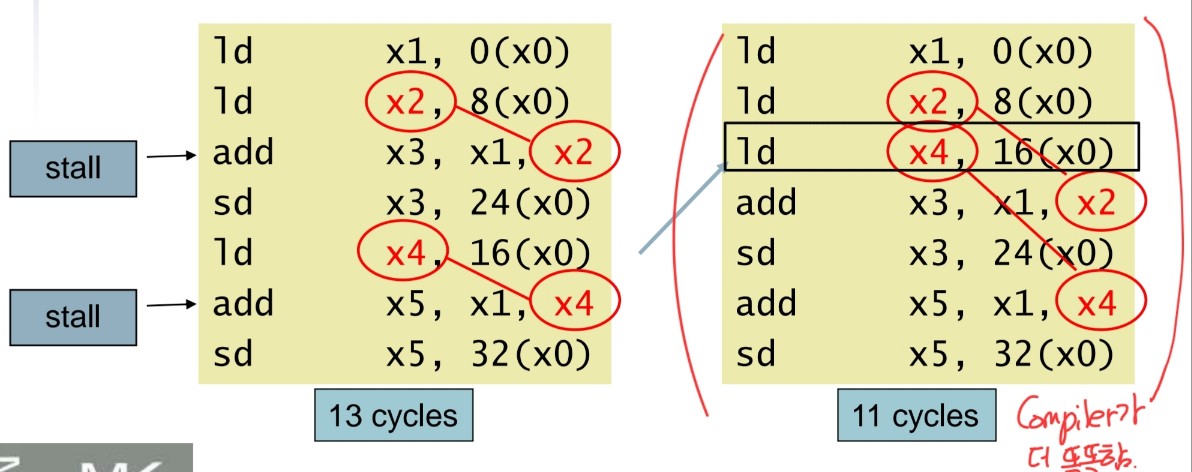 ld x1, 0(x0)
ld x2, 8(x0)
stall
add x3, x1, x2
sd x3, 24(x0)
ld x4, 16(x0)
stall
add x5, x1, x4
sd x5, 32(x0)
13 cycles
ld x1, 0(x0)
ld x2, 8(x0)
ld x4, 16(x0)
add x3, x1, x2
sd x3, 24(x0)
add x5, x1, x4
sd x5, 32(x0)
11 cycles
Compiler가
더 똑똑함.